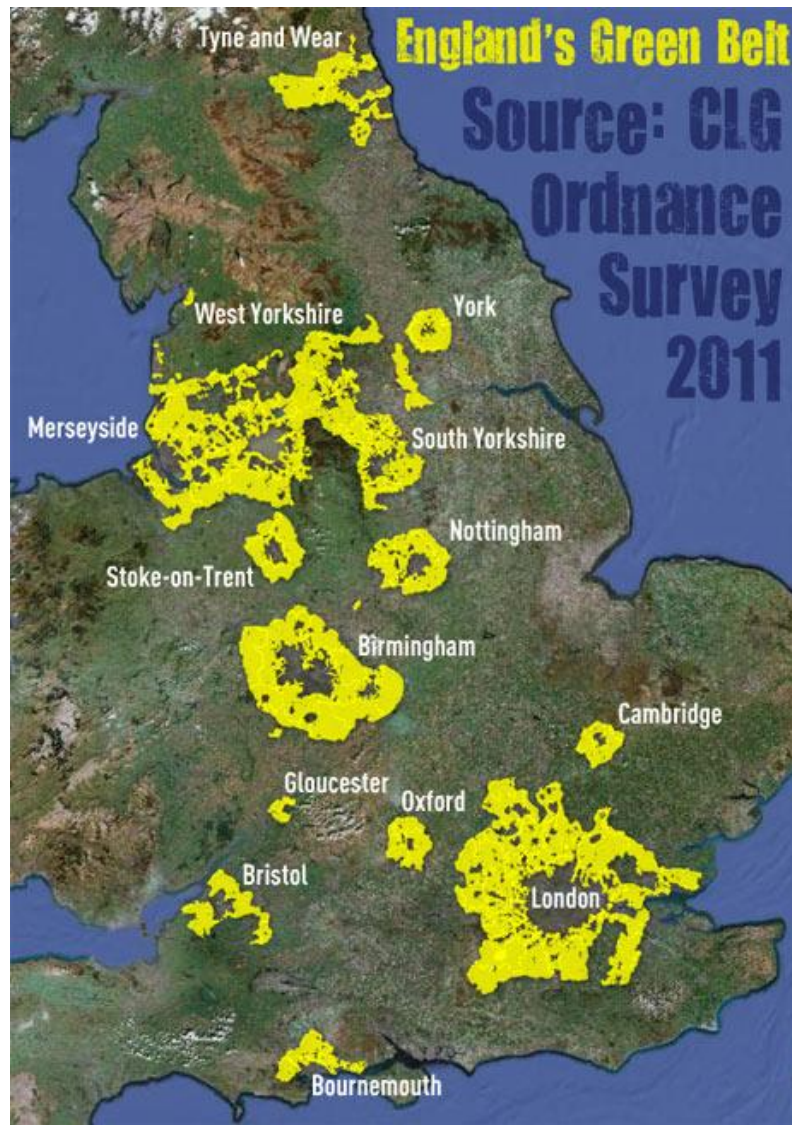 Tyne and Wear
England's Green Belt
Source: CLG
Ordnance
Survey
2011
West Yorkshire
York
Merseyside
South Yorkshire
Nottingham
Stoke-on-Trent
Birmingham
Cambridge
Gloucester
Oxford
Bristol
London
Bournemouth